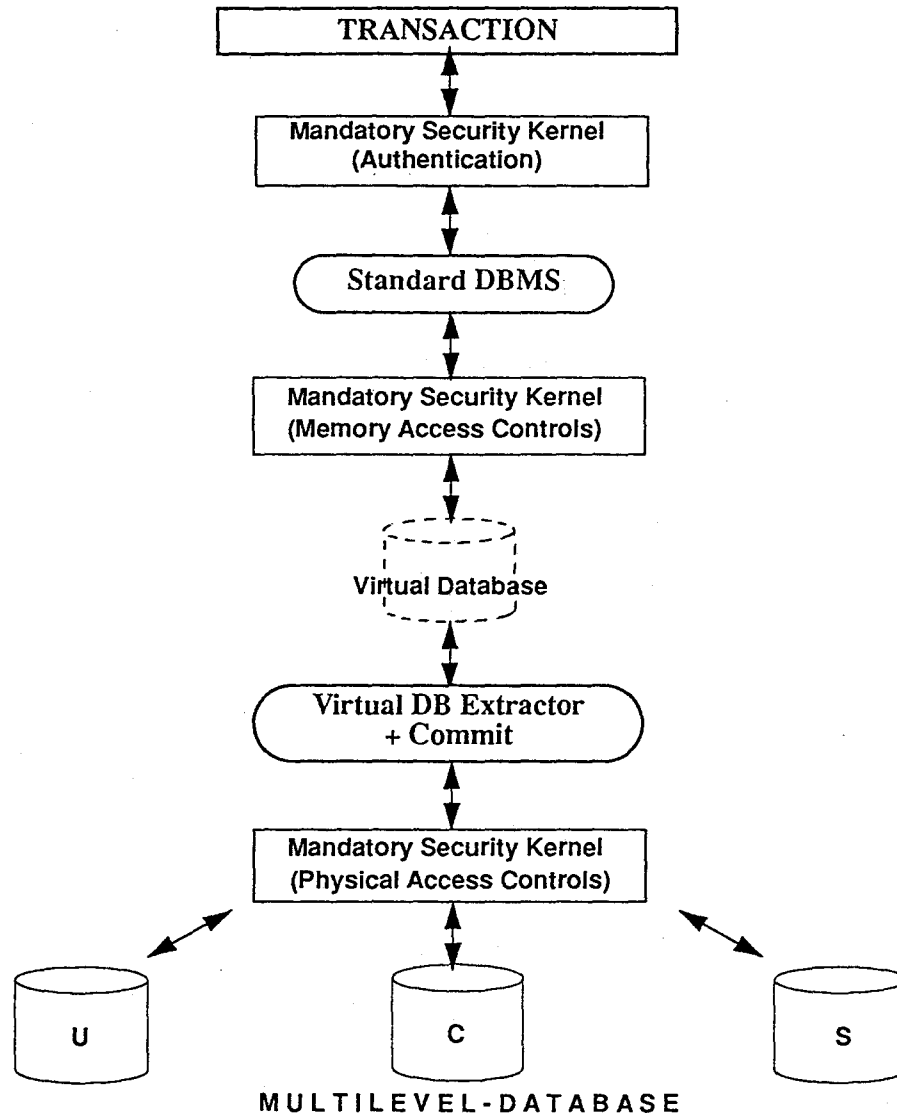 TRANSACTION
Mandatory Security Kernel
(Authentication)
Standard DBMS
Mandatory Security Kernel
(Memory Access Controls)
Virtual Database
Virtual DB Extractor
+ Commit
Mandatory Security Kernel
(Physical Access Controls)
U C S
MULTILEVEL-DATABASE